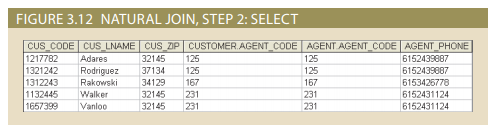 FIGURE 3.12 NATURAL JOIN, STEP 2: SELECT
CUS_CODE CUS_LNAME CUS_ZIP CUSTOMER.AGENT_CODE AGENT.AGENT_CODE AGENT_PHONE
1217782 Adares 32145 125 125 6152439887
1321242 Rodriguez 37134 125 125 6152439887
1312243 Rakowski 34129 167 167 6153426778
1132445 Walker 32145 231 231 6152431124
1657399 Vanloo 32145 231 231 6152431124